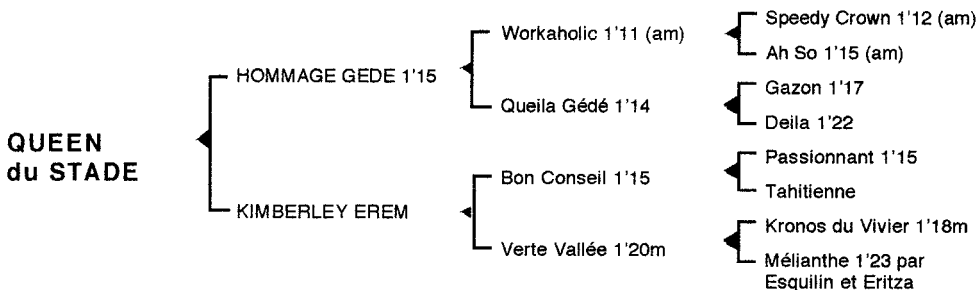 QUEEN
du STADE
HOMMAGE GEDE 1'15
KIMBERLEY EREM
Workaholic 1'11 (am)
Queila Gédé 1'14
Bon Conseil 1'15
Verte Vallée 1'20m
Speedy Crown 1'12 (am)
Ah So 1'15 (am)
Gazon 1'17
Deila 1'22
Passionnant 1'15
Tahitienne
Kronos du Vivier 1'18m
Mélianthe 1'23 par
Esquilin et Eritza